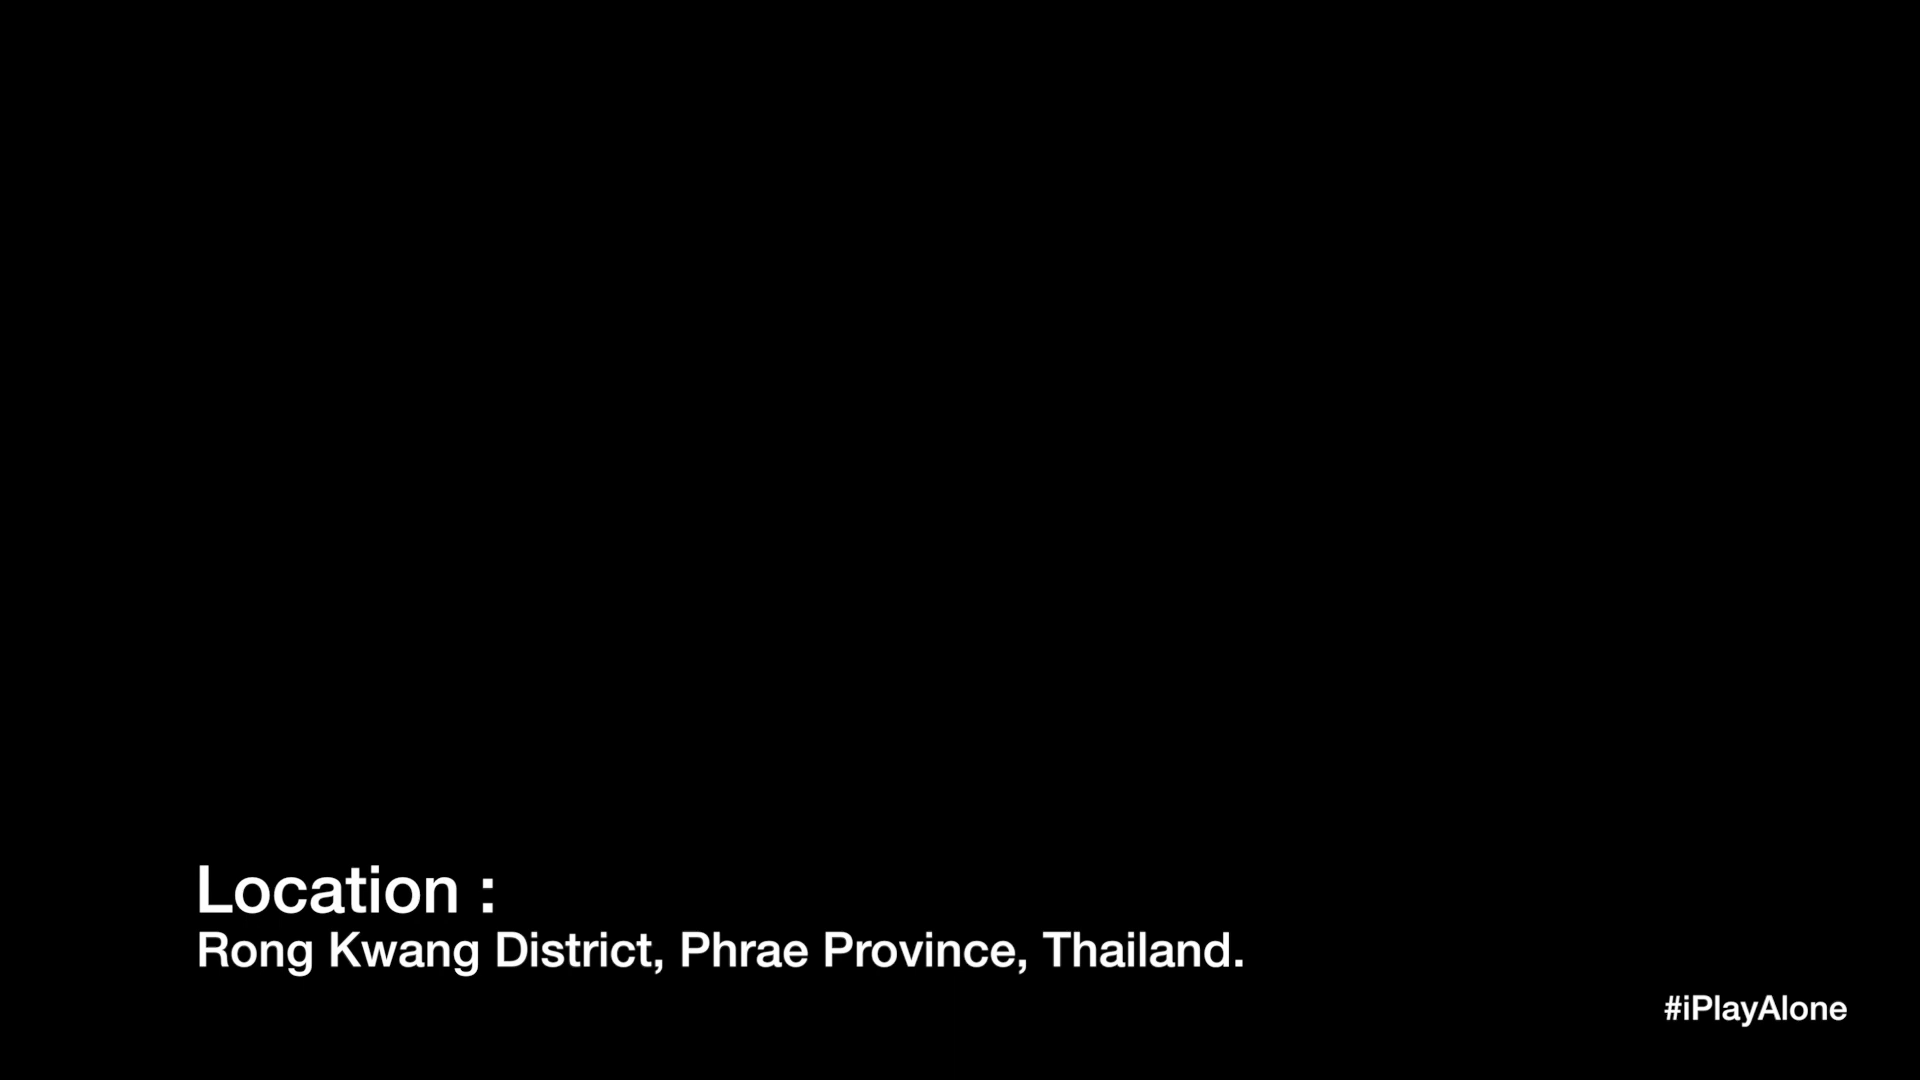 Location :
Rong Kwang District, Phrae Province, Thailand.
#iPlayAlone